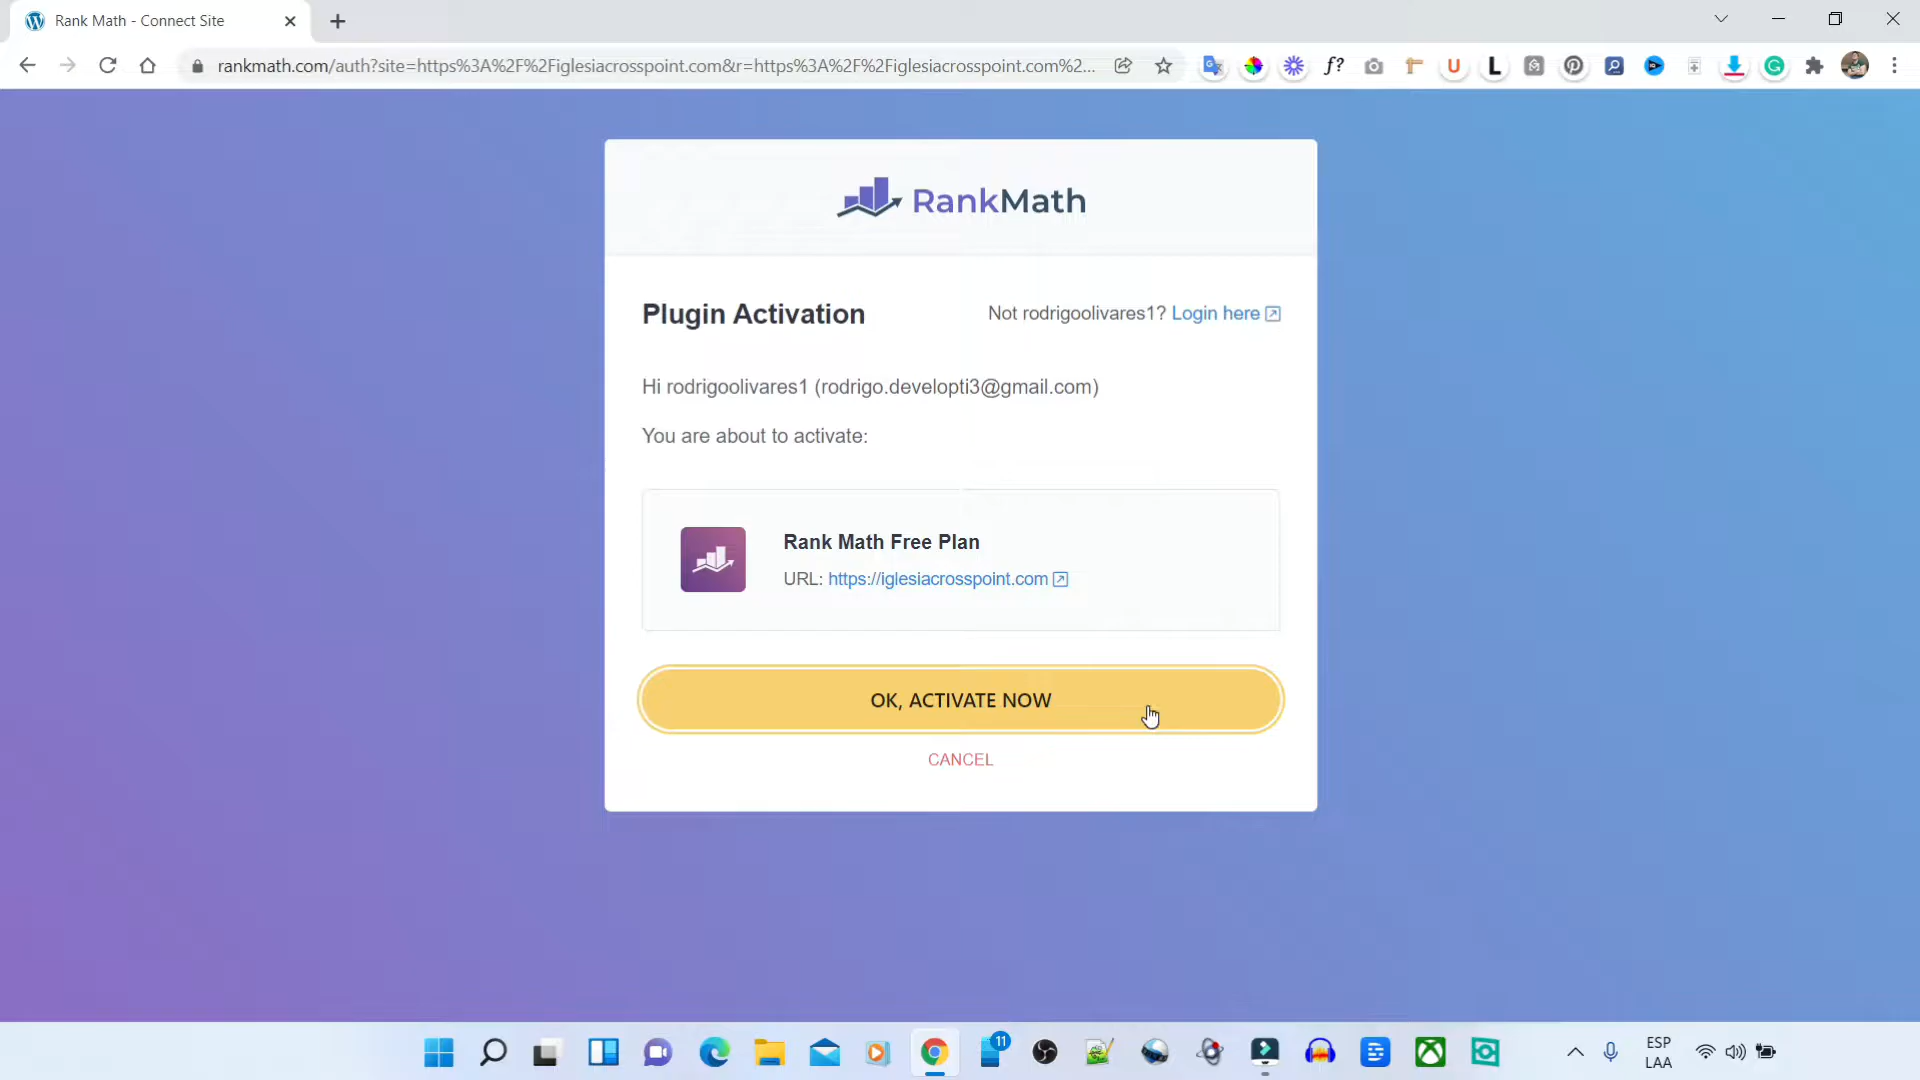 Rank Math - Connect Site
rankmath.com/auth?site=https%3A%2F%2Figlesiacrosspoint.com&r=https%3A%2F%2Figlesiacrosspoint.com%2...
f?
U
L
RankMath
Plugin Activation
Not rodrigoolivares1? Login here
Hi rodrigoolivares1 (rodrigo.developti3@gmail.com)
You are about to activate:
Rank Math Free Plan
URL: https://iglesiacrosspoint.com
OK, ACTIVATE NOW
CANCEL
11
ESP
LAA